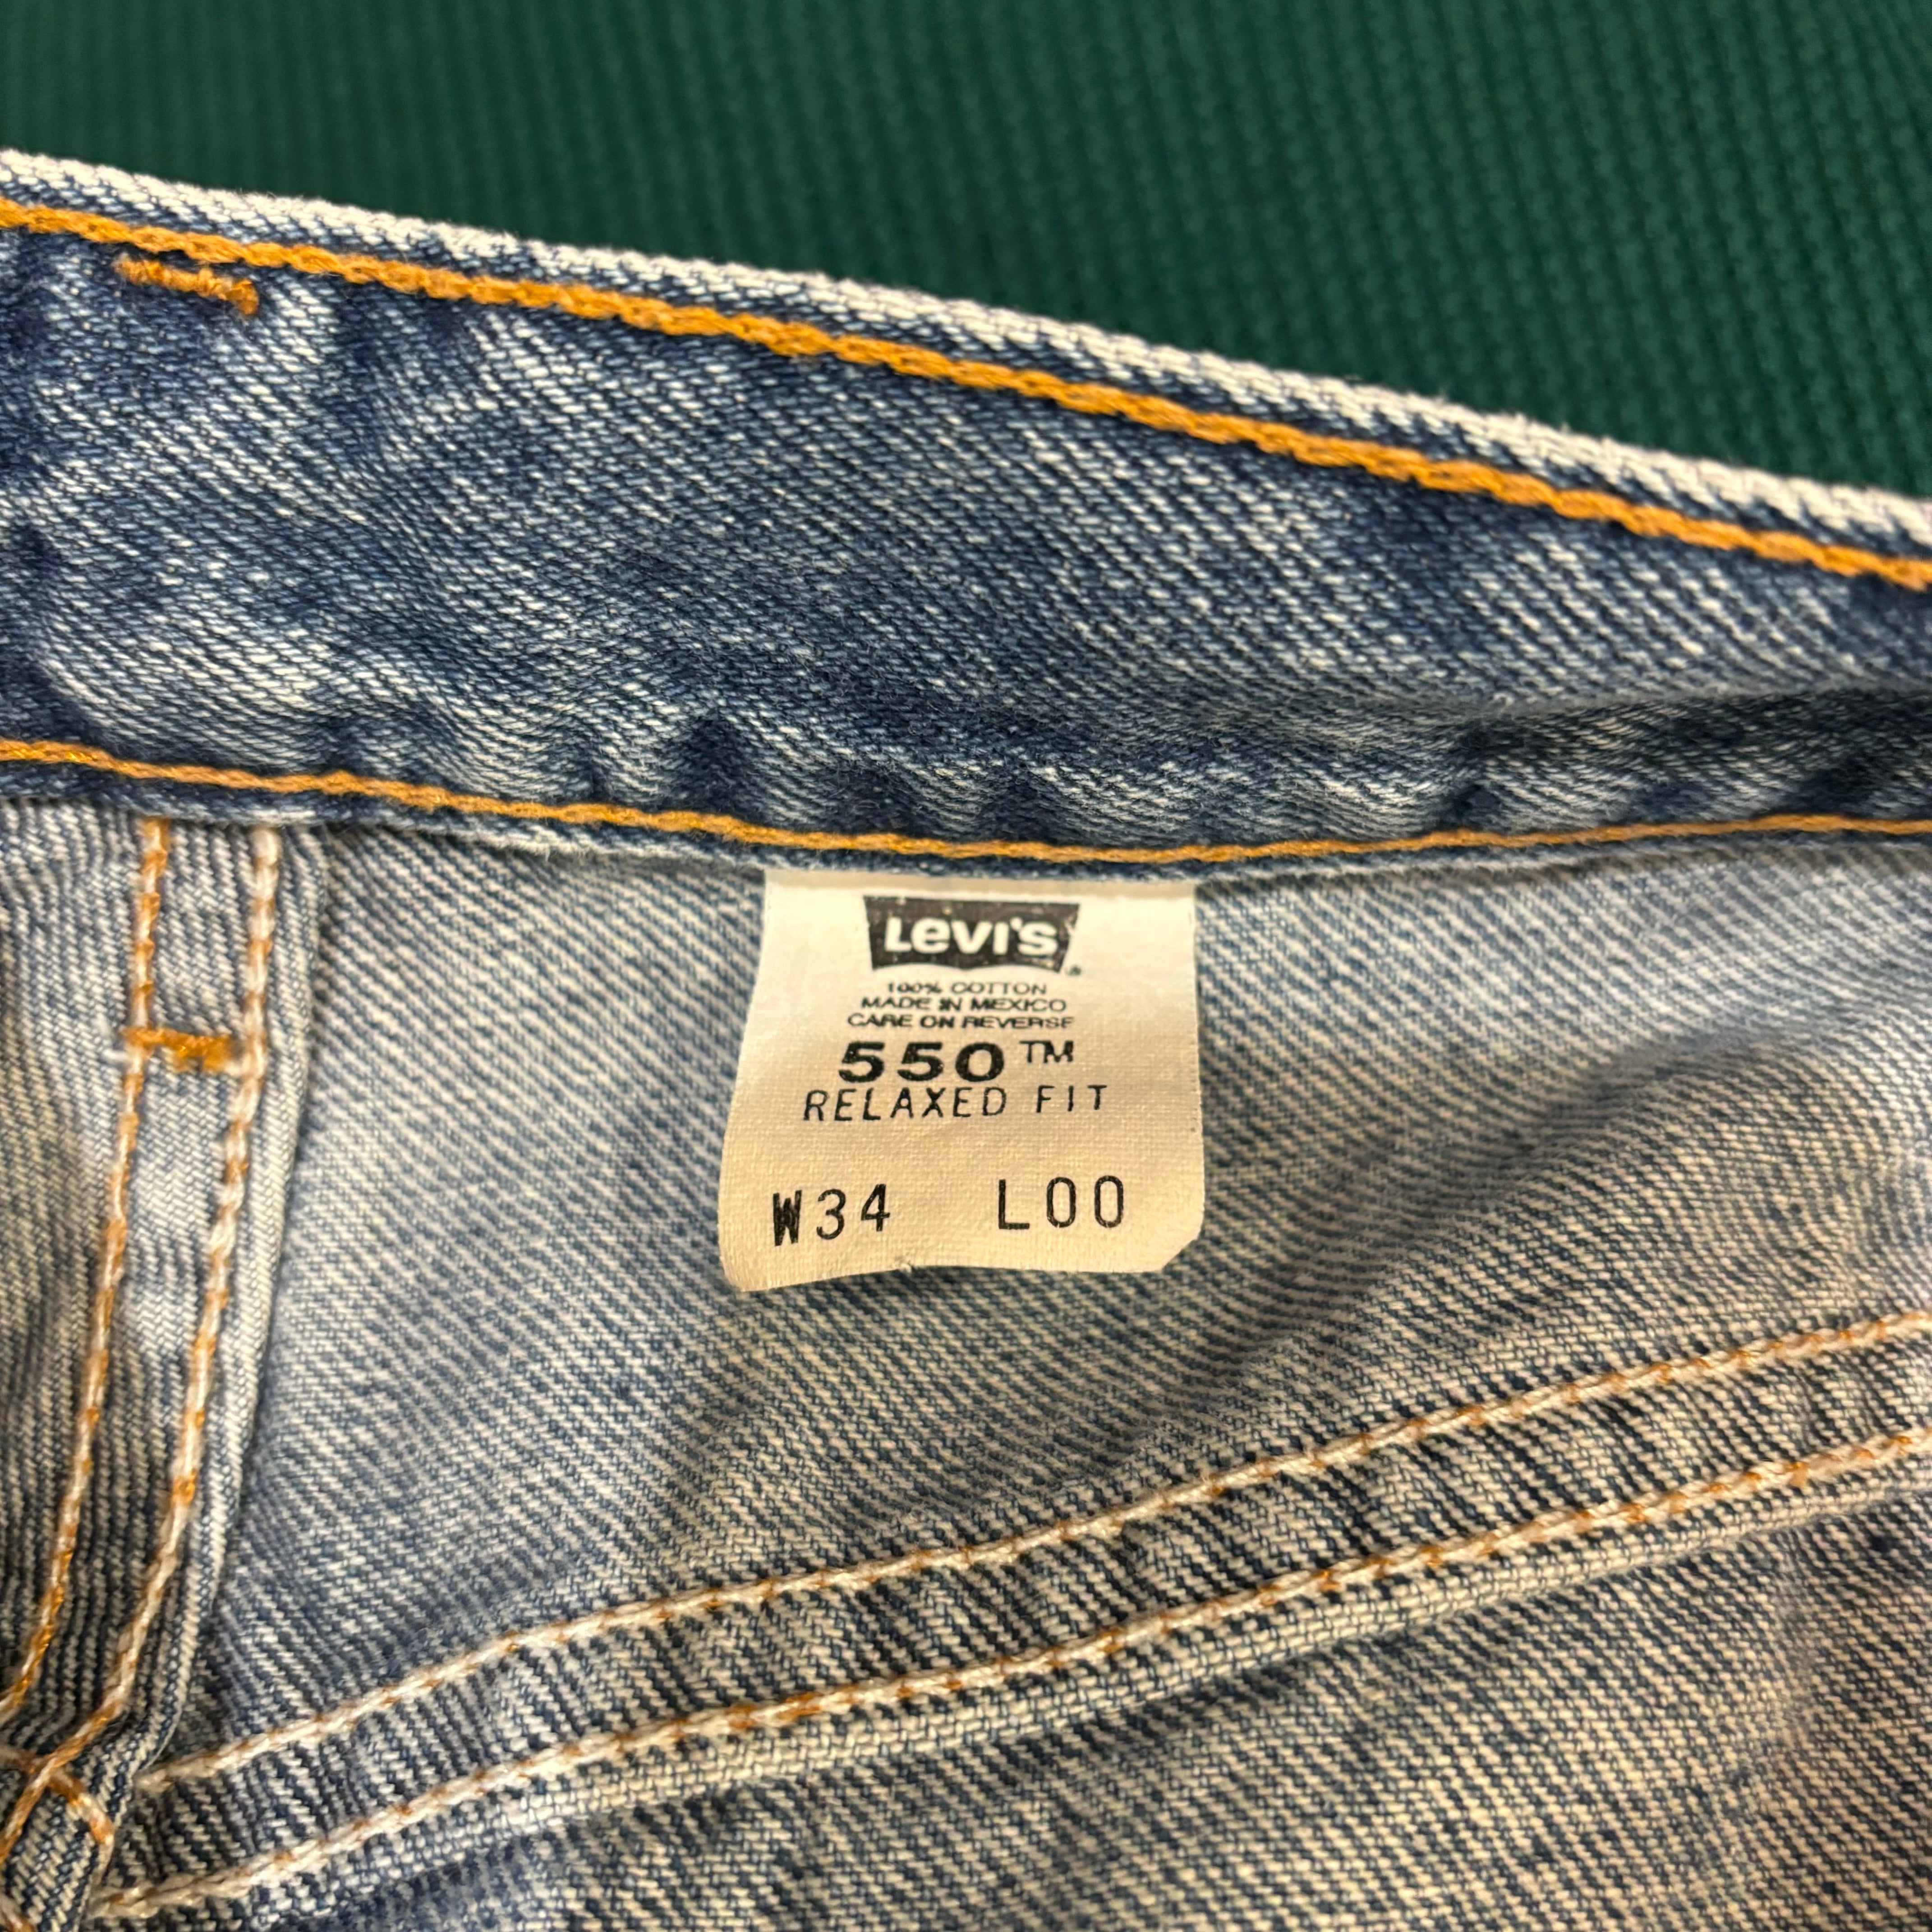 LEVI'S
100% COTTON
MADE IN MEXICO
CARE ON REVERSE
550™
RELAXED FIT
W34 L00